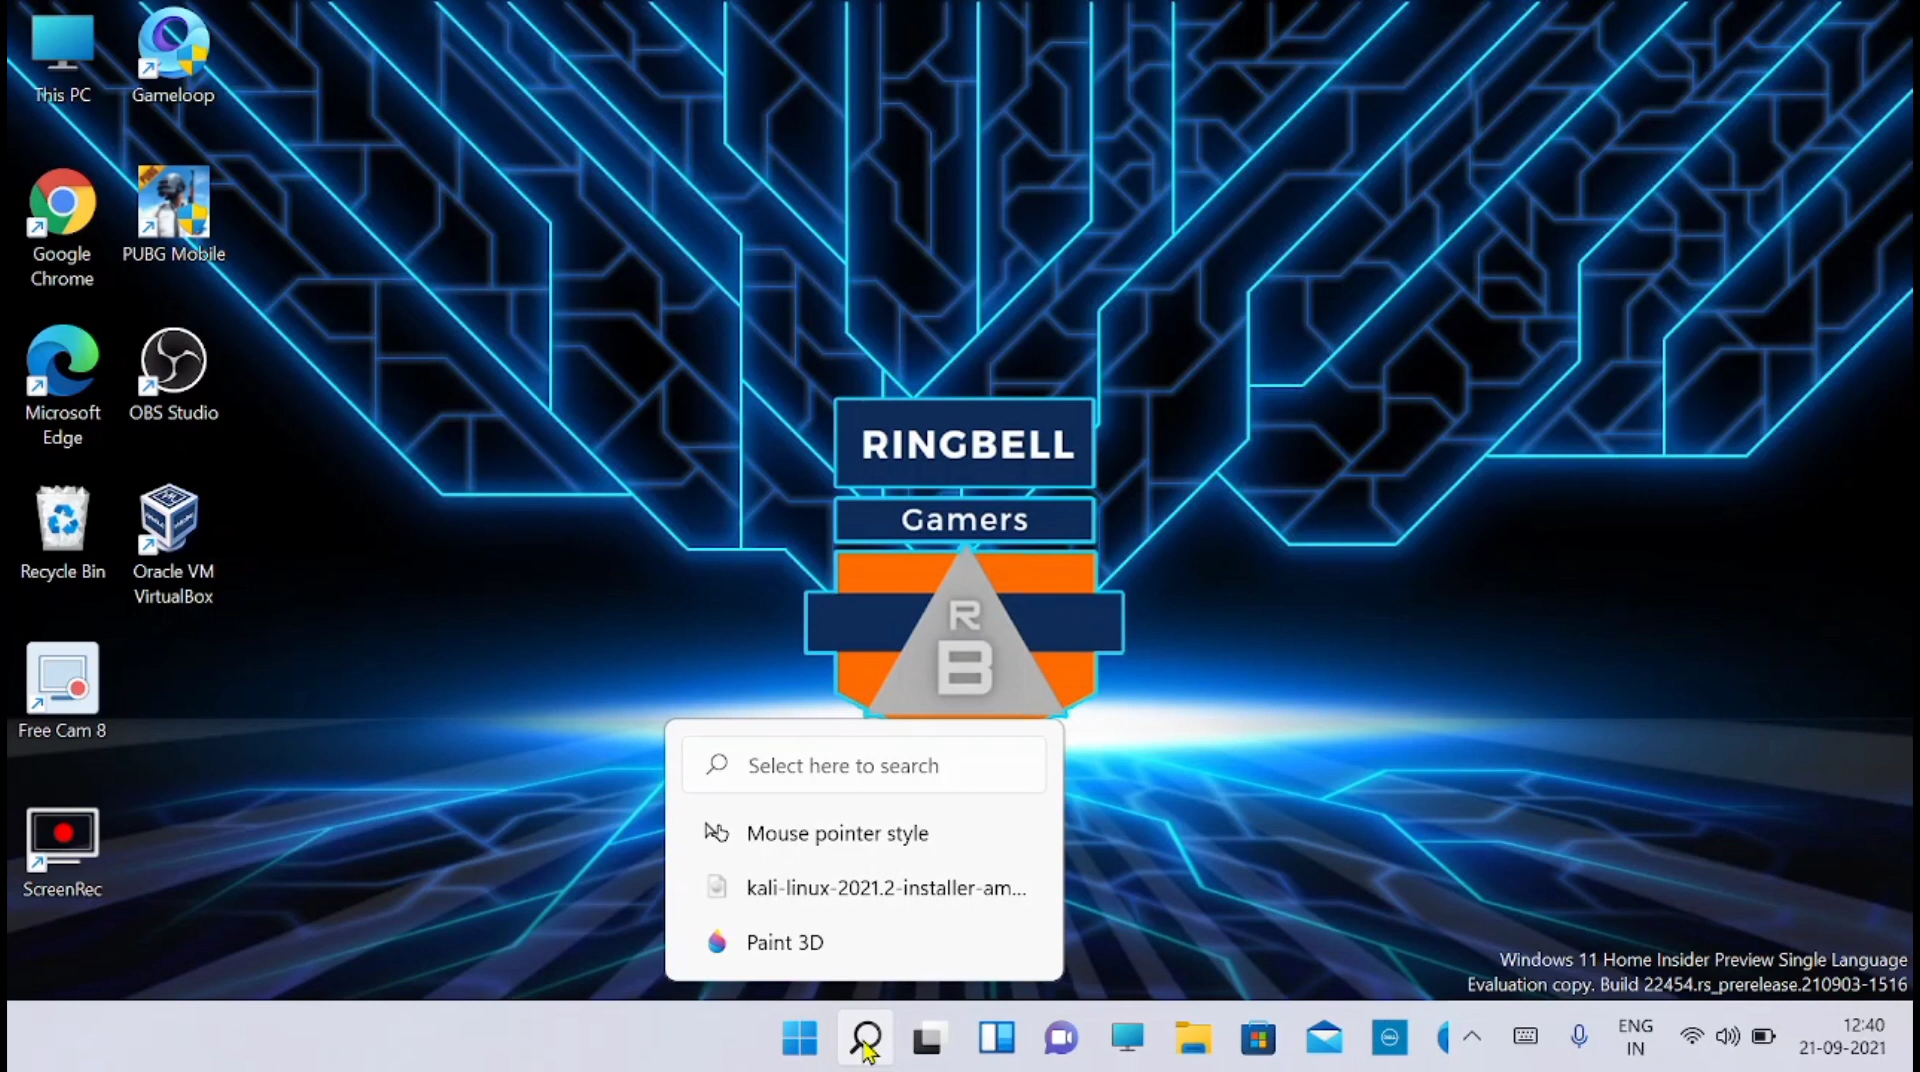 This PC
Gameloop
Google
Chrome
PUBG Mobile
Microsoft
Edge
OBS Studio
Recycle Bin
Oracle VM
VirtualBox
Free Cam 8
ScreenRec
RINGBELL
Gamers
R
B
Select here to search
Mouse pointer style
kali-linux-2021.2-installer-am...
Paint 3D
Windows 11 Home Insider Preview Single Language
Evaluation copy. Build 22454.rs_prerelease.210903-1516
ENG
IN
12:40
21-09-2021